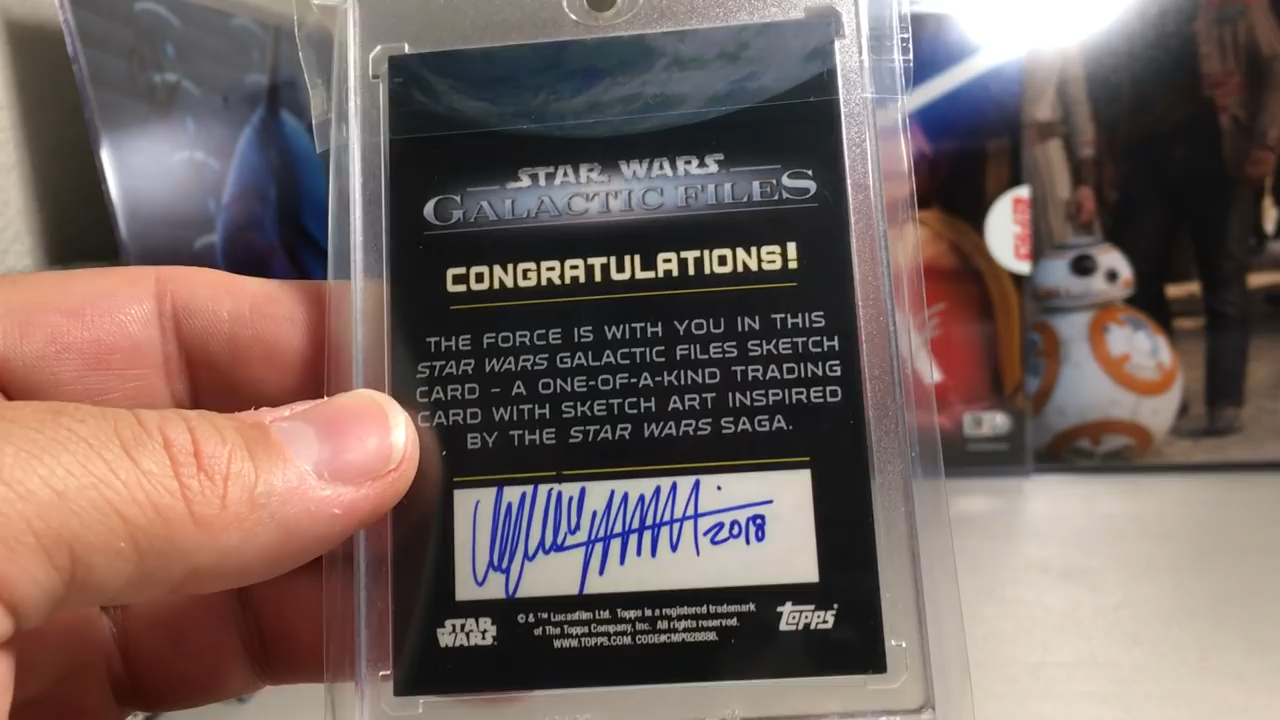 STAR WARS
GALACTIC FILES
CONGRATULATIONS!
THE FORCE IS WITH YOU IN THIS
STAR WARS GALACTIC FILES SKETCH
CARD – A ONE-OF-A-KIND TRADING
CARD WITH SKETCH ART INSPIRED
BY THE STAR WARS SAGA.
2018
STAR
WARS
© & ™ Lucasfilm Ltd. Topps is a registered trademark
of The Topps Company, Inc. All rights reserved.
WWW.TOPPS.COM. CODE#CMP028888.
Topps